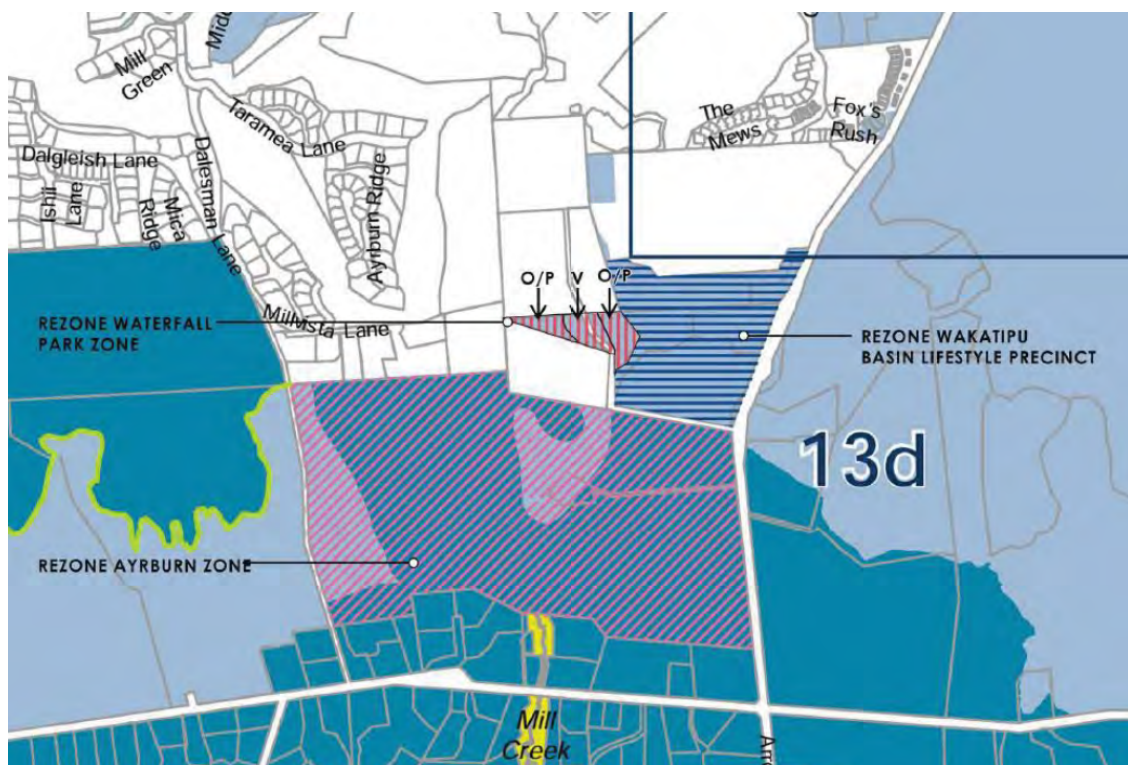 Mill
Green
Taramea Lane
Dalgleish Lane
Dalesman Lane
Ishil
Lane
Mica
Ridge
Ayrburn Ridge
The
Mews
Fox's
Rush
O/P
V
O/P
Millvista Lane
REZONE WATERFALL
PARK ZONE
REZONE WAKATIPU
BASIN LIFESTYLE PRECINCT
13d
REZONE AYRBURN ZONE
Mill
Creek